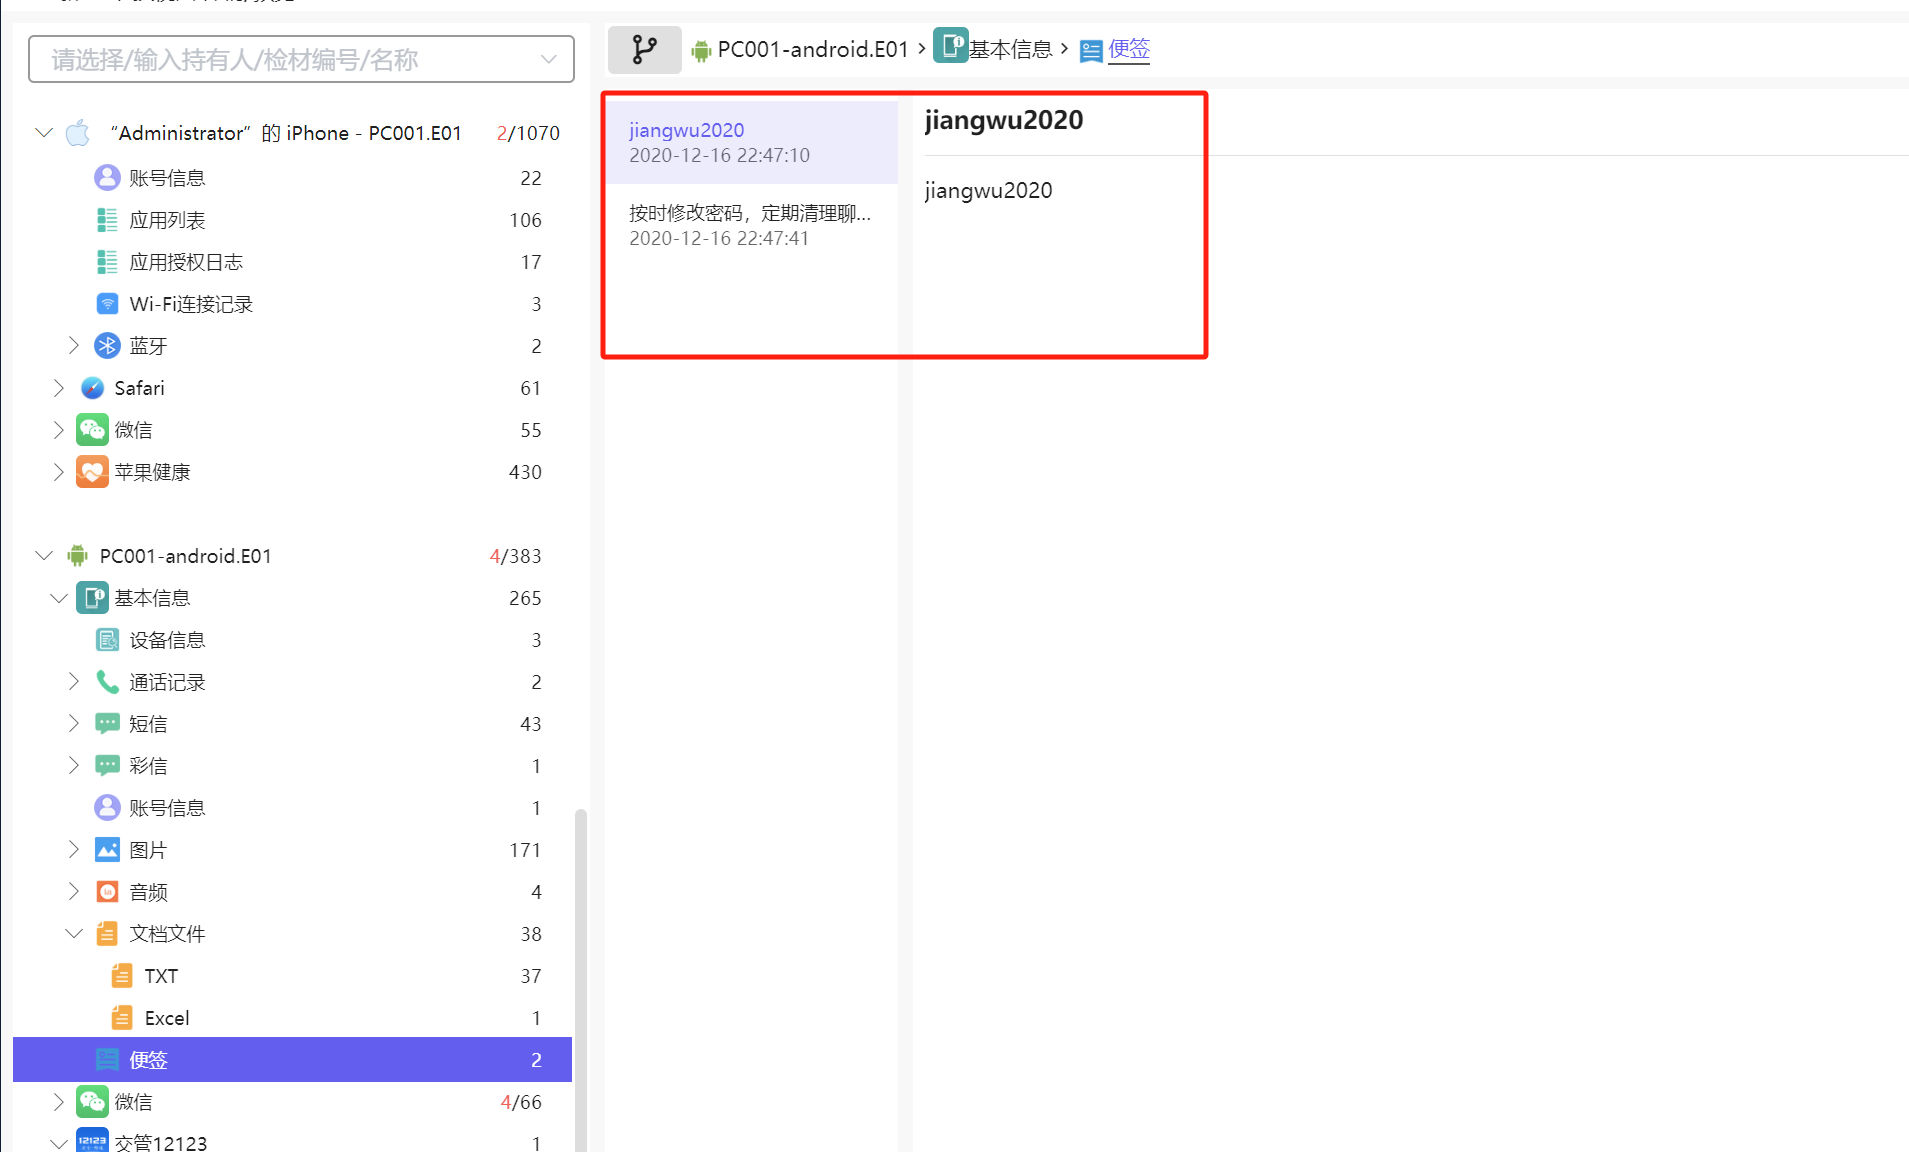 请选择/输入持有人/检材编号/名称
“Administrator”的 iPhone - PC001.E01 2/1070
账号信息 22
应用列表 106
应用授权日志 17
Wi-Fi连接记录 3
蓝牙 2
Safari 61
微信 55
苹果健康 430
PC001-android.E01 4/383
基本信息 265
设备信息 3
通话记录 2
短信 43
彩信 1
账号信息 1
图片 171
音频 4
文档文件 38
TXT 37
Excel 1
便签 2
微信 4/66
12123
交管12123 1
PC001-android.E01 > 基本信息 > 便签
jiangwu2020
2020-12-16 22:47:10
按时修改密码，定期清理聊...
2020-12-16 22:47:41
jiangwu2020
jiangwu2020